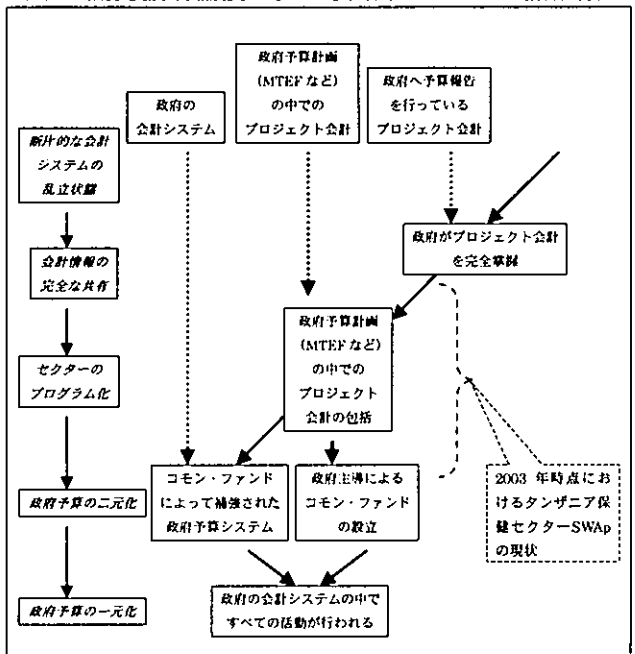 政府の
会計システム
政府予算計画
（MTEFなど）
の中での
プロジェクト会計
政府へ予算報告
を行っている
プロジェクト会計
断片的な会計
システムの
乱立状態
会計情報の
完全な共有
セクターの
プログラム化
政府予算の二元化
政府予算の一元化
政府がプロジェクト会計
を完全掌握
政府予算計画
（MTEFなど）
の中での
プロジェクト
会計の包括
コモン・ファンド
によって補強された
政府予算システム
政府主導による
コモン・ファンド
の設立
2003 年時点にお
けるタンザニア保
健セクターSWAp
の現状
政府の会計システムの中で
すべての活動が行われる